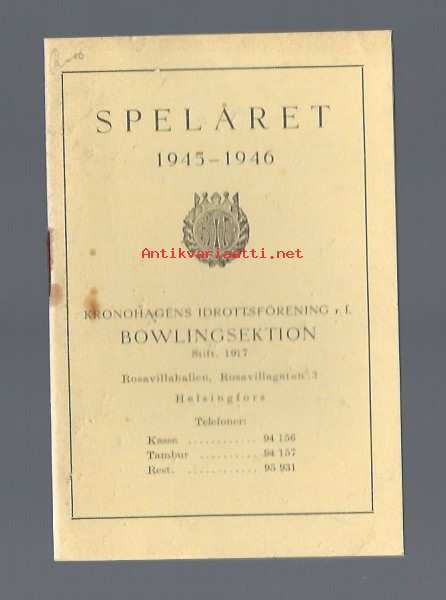 SPELÅRET
1945-1946
Antikvariaatti.net
KRONOHAGENS IDROTTSFÖRENING r. f.
BOWLINGSEKTION
Stift. 1917
Rosavillahallen, Rosavillagatan 3
Helsingfors
Telefoner:
Kassa ............ 94 156
Tambur .......... 94 157
Rest. ............ 95 931